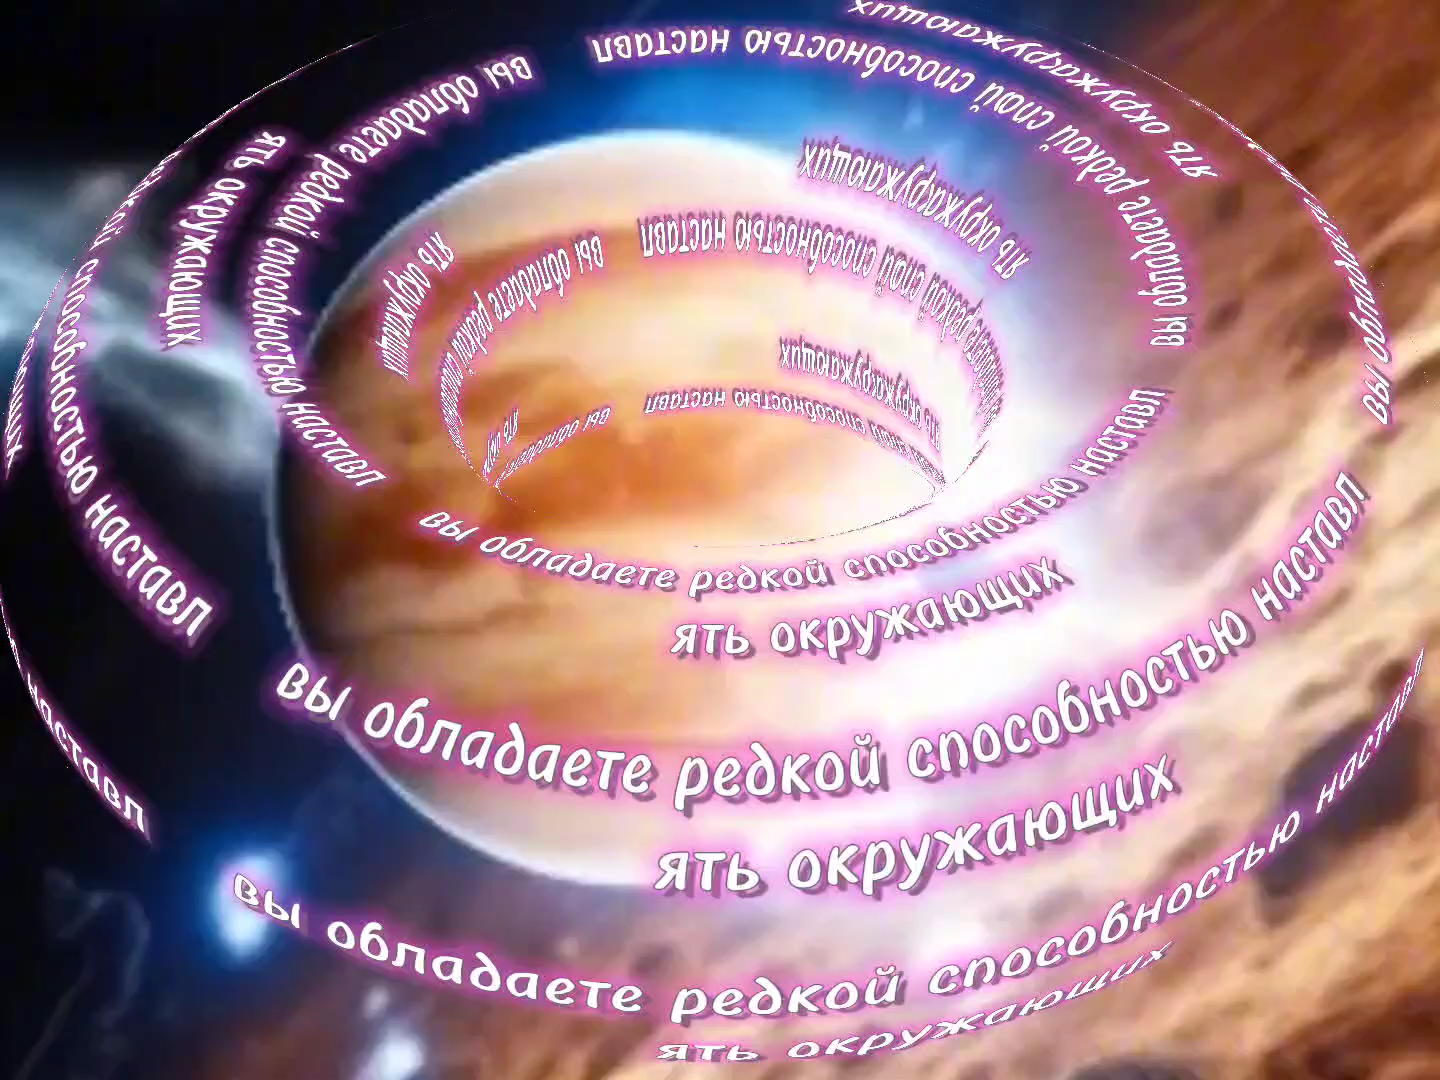 вы обладаете редкой способностью наставл
ять окружающих
вы обладаете редкой способностью наставл
ять окружающих
вы обладаете редкой способностью наставл
ять окружающих